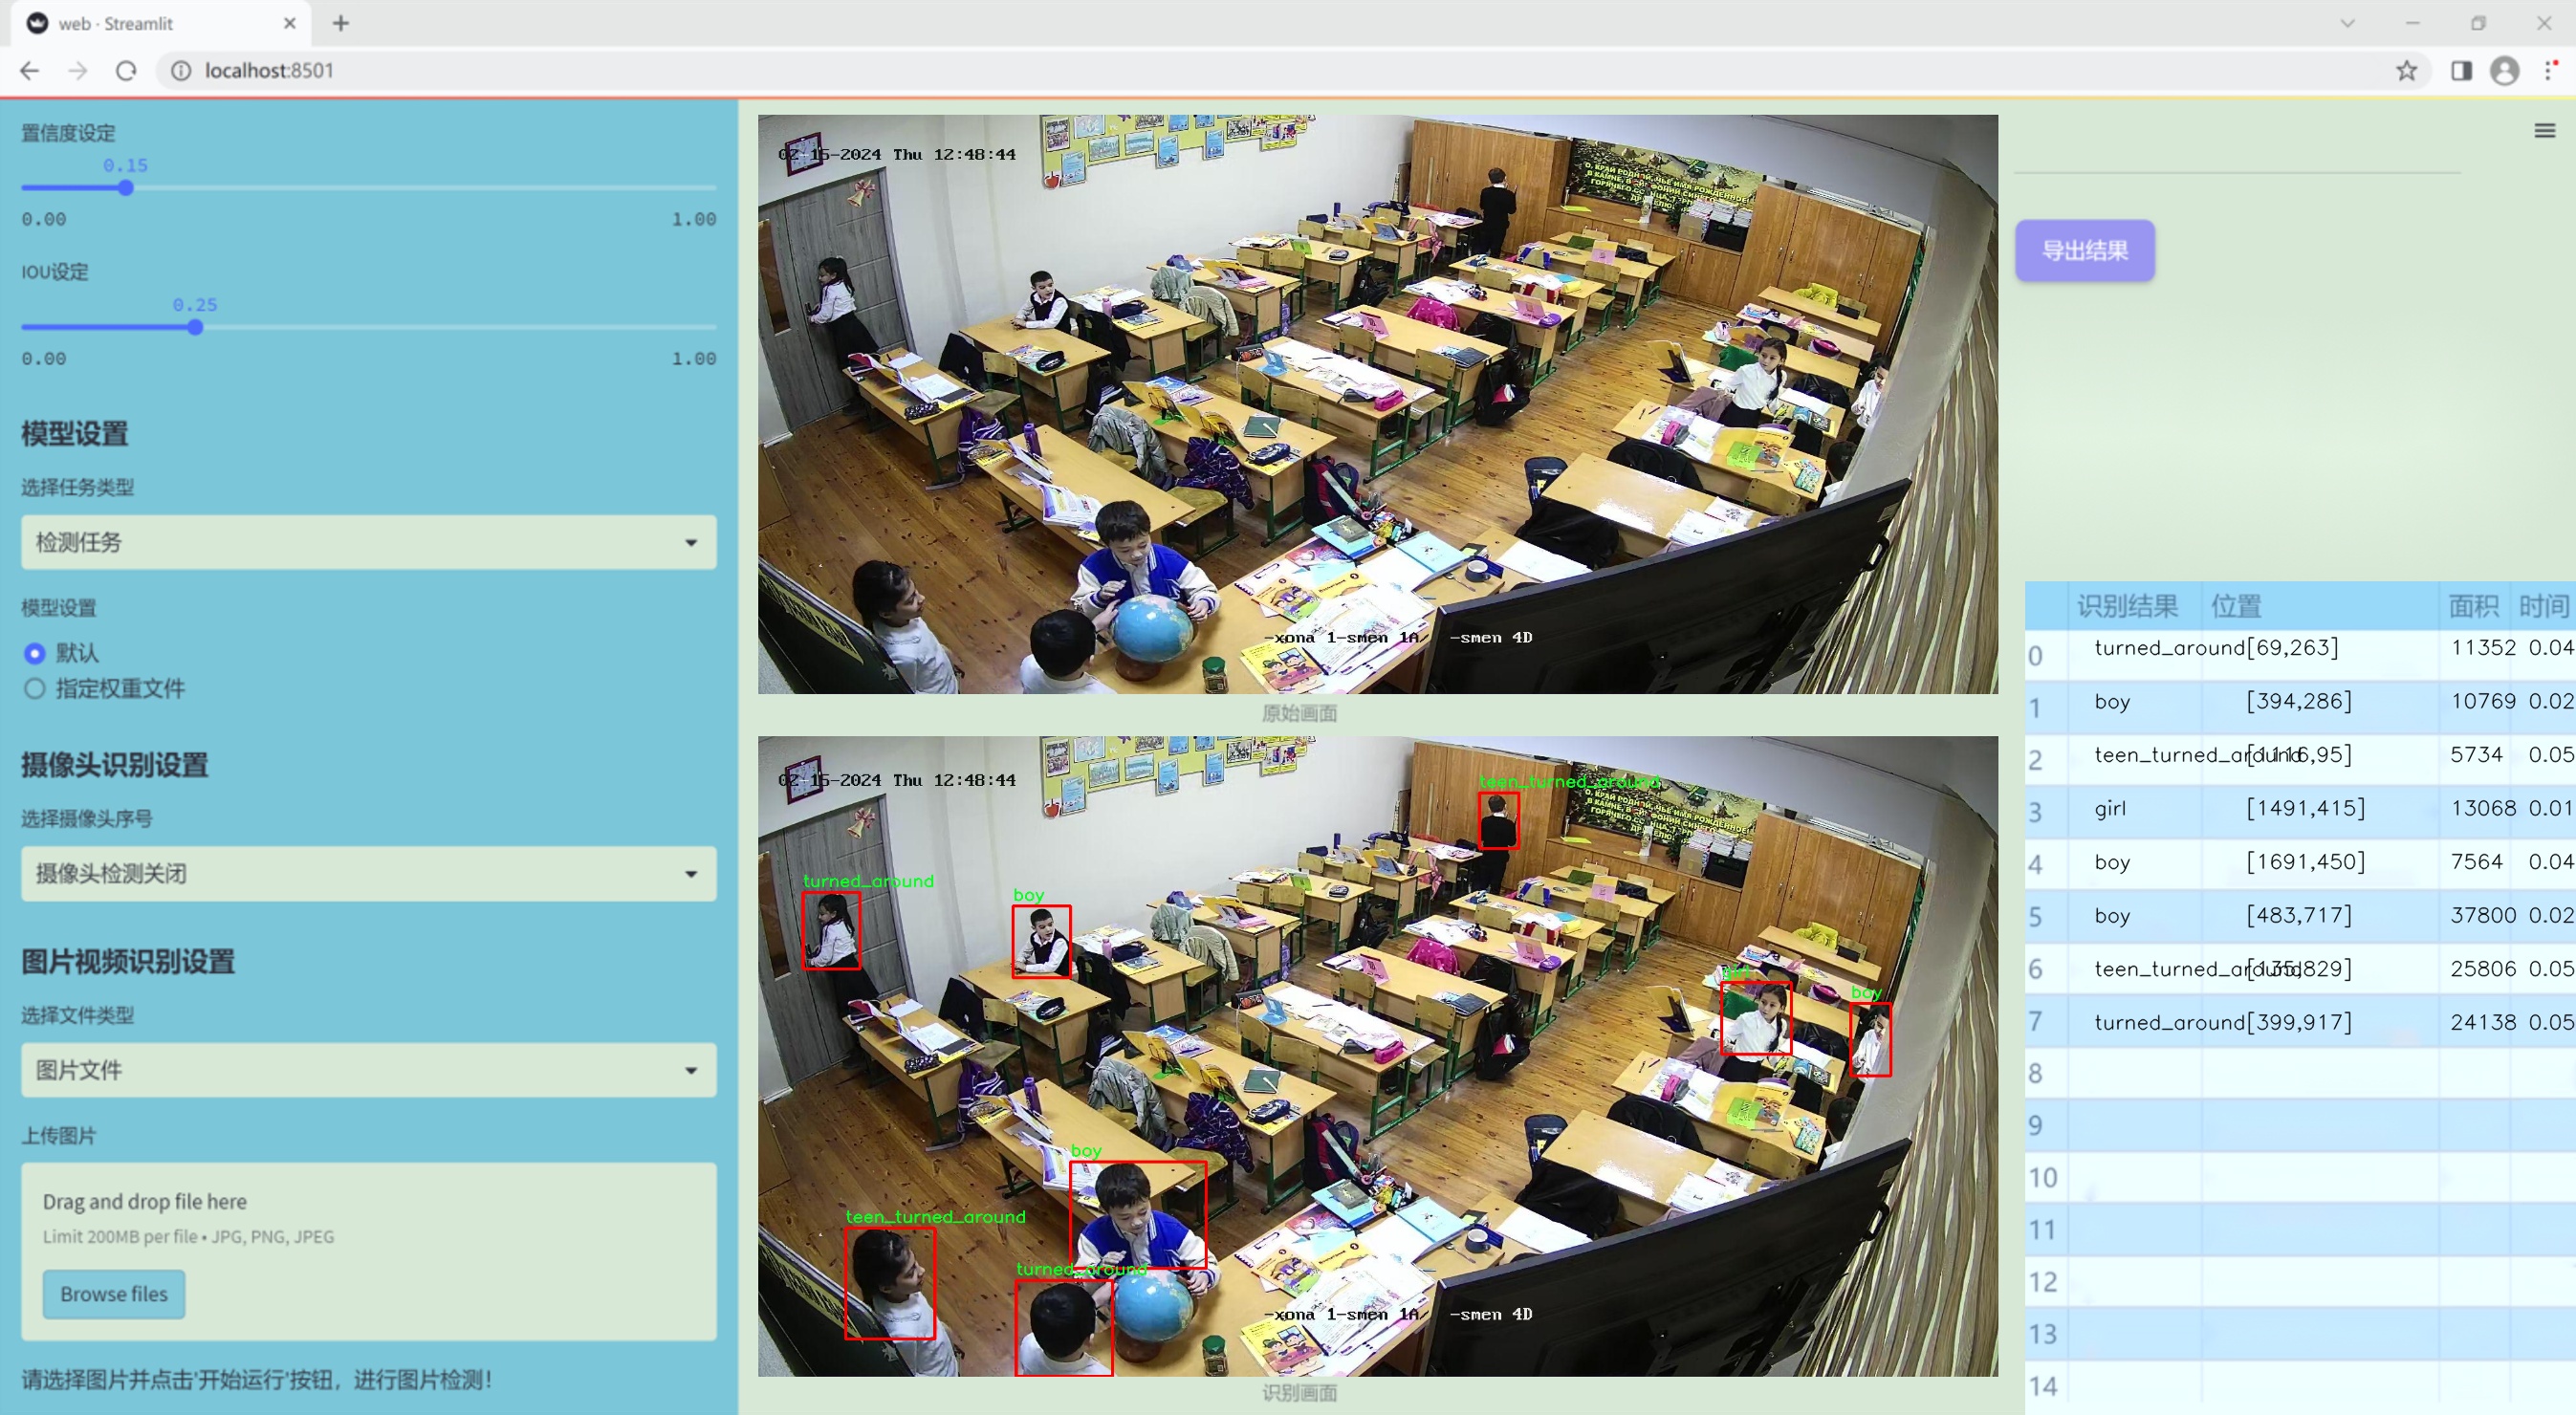 web · Streamlit
localhost:8501
置信度设定
0.15
0.00 1.00
IOU设定
0.25
0.00 1.00
模型设置
选择任务类型
检测任务
模型设置
默认
指定权重文件
摄像头识别设置
选择摄像头序号
摄像头检测关闭
图片视频识别设置
选择文件类型
图片文件
上传图片
Drag and drop file here
Limit 200MB per file • JPG, PNG, JPEG
Browse files
请选择图片并点击'开始运行'按钮，进行图片检测！
02-15-2024 Thu 12:48:44
О, КРАЙ РОДНОЙ, ЧЬЁ ИМЯ РОЖДЕННОЕ
-xona 1-smen 1A/ -smen 4D
原始画面
02-15-2024 Thu 12:48:44
teen_turned_around
turned_around
boy
girl
boy
boy
teen_turned_around
turned_around
-xona 1-smen 1A/ -smen 4D
识别画面
导出结果
识别结果 位置 面积 时间
0 turned_around [69,263] 11352 0.04
1 boy [394,286] 10769 0.02
2 teen_turned_around [1116,95] 5734 0.05
3 girl [1491,415] 13068 0.01
4 boy [1691,450] 7564 0.04
5 boy [483,717] 37800 0.02
6 teen_turned_around [135,829] 25806 0.05
7 turned_around [399,917] 24138 0.05
8
9
10
11
12
13
14